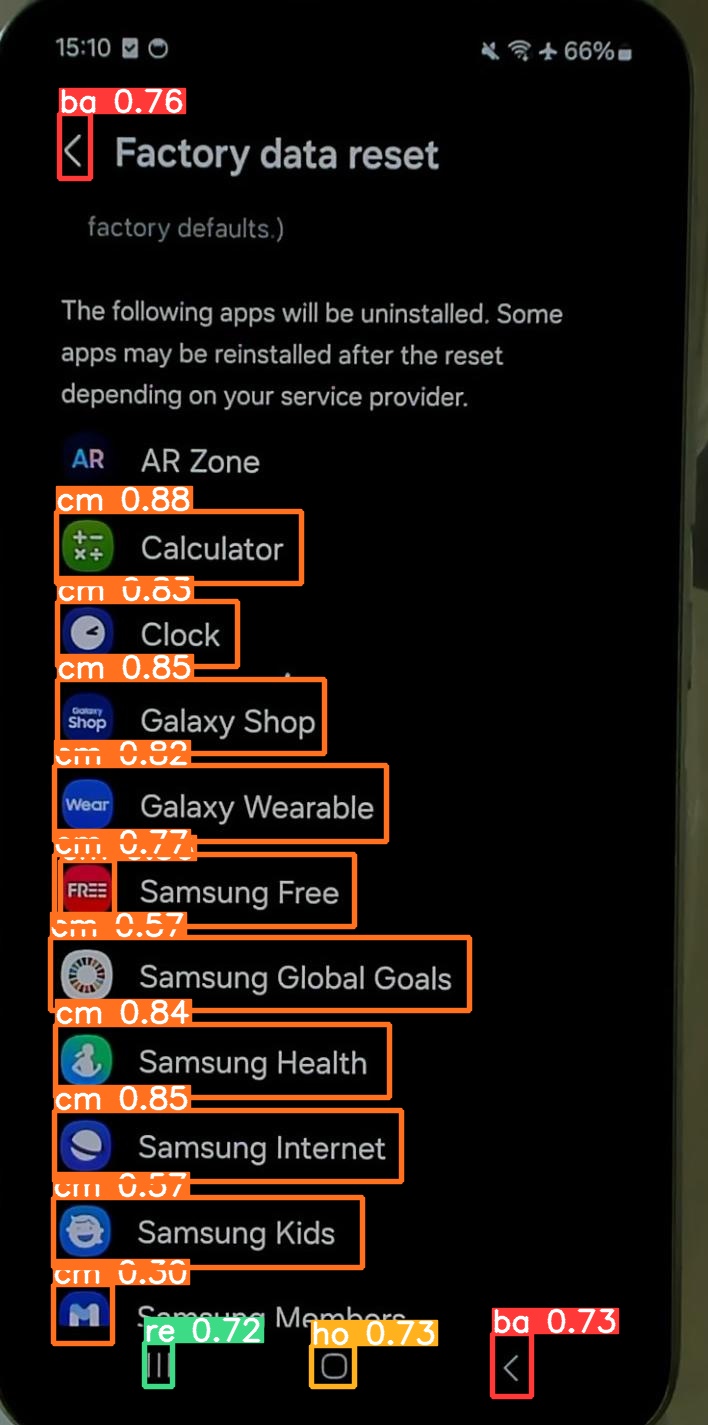 15:10 66%
ba 0.76
Factory data reset
factory defaults.)
The following apps will be uninstalled. Some
apps may be reinstalled after the reset
depending on your service provider.
AR AR Zone
cm 0.88
Calculator
cm 0.83
Clock
cm 0.85
Galaxy Shop Galaxy Shop
cm 0.82
Wear Galaxy Wearable
cm 0.77
FREE Samsung Free
cm 0.57
Samsung Global Goals
cm 0.84
Samsung Health
cm 0.85
Samsung Internet
cm 0.57
Samsung Kids
cm 0.30
Samsung Members
re 0.72 ho 0.73 ba 0.73